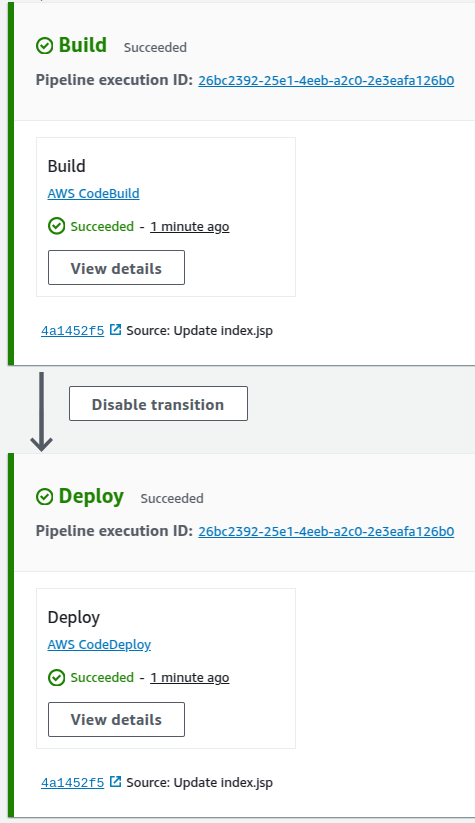 Build Succeeded
Pipeline execution ID: 26bc2392-25e1-4eeb-a2c0-2e3eafa126b0
Build
AWS CodeBuild
Succeeded - 1 minute ago
View details
4a1452f5 Source: Update index.jsp
Disable transition
Deploy Succeeded
Pipeline execution ID: 26bc2392-25e1-4eeb-a2c0-2e3eafa126b0
Deploy
AWS CodeDeploy
Succeeded - 1 minute ago
View details
4a1452f5 Source: Update index.jsp